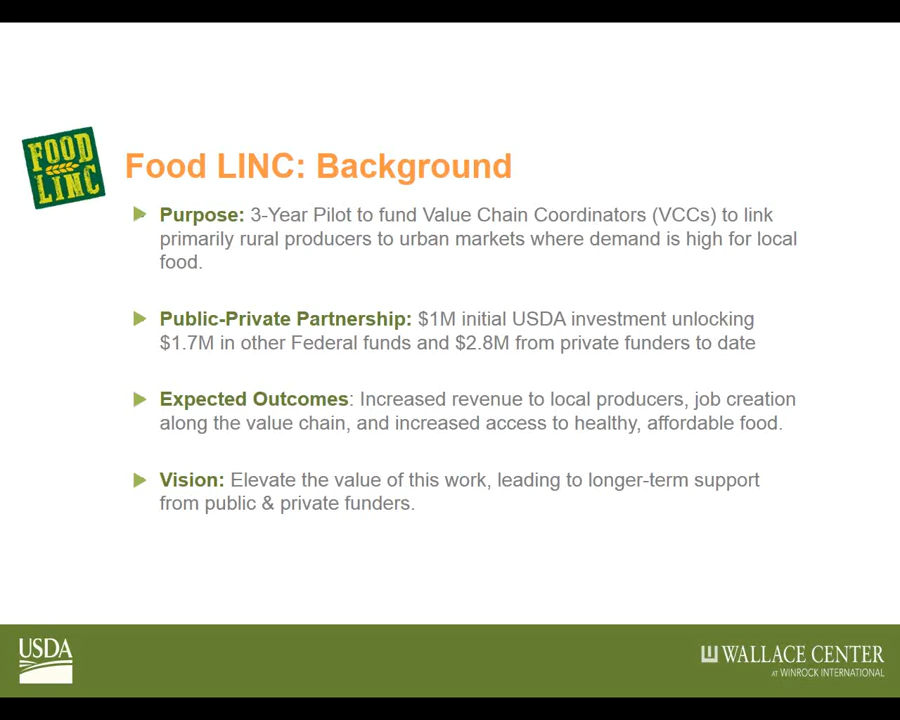 FOOD
LINC
Food LINC: Background
Purpose: 3-Year Pilot to fund Value Chain Coordinators (VCCs) to link
primarily rural producers to urban markets where demand is high for local
food.
Public-Private Partnership: $1M initial USDA investment unlocking
$1.7M in other Federal funds and $2.8M from private funders to date
Expected Outcomes: Increased revenue to local producers, job creation
along the value chain, and increased access to healthy, affordable food.
Vision: Elevate the value of this work, leading to longer-term support
from public & private funders.
USDA
WALLACE CENTER
AT WINROCK INTERNATIONAL